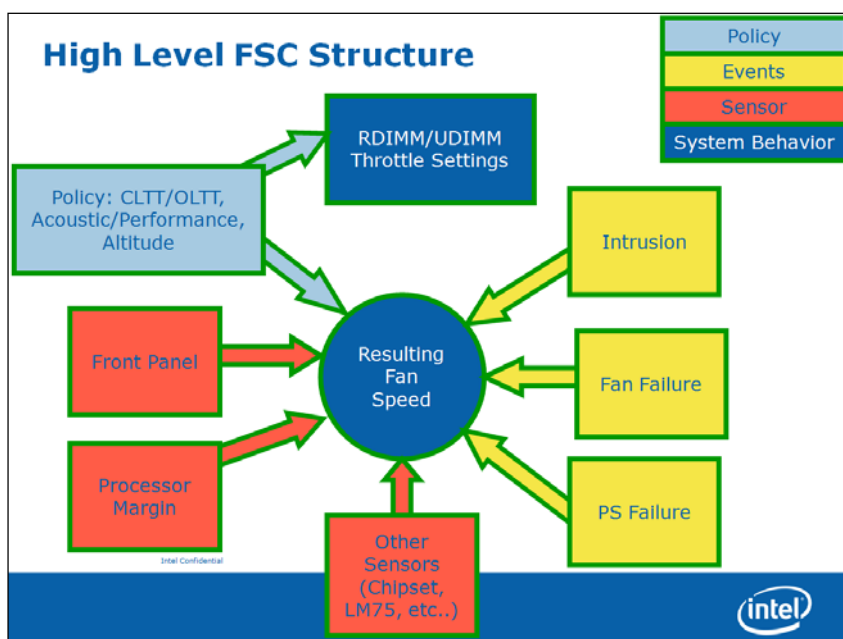 High Level FSC Structure
Policy
Events
Sensor
System Behavior
RDIMM/UDIMM
Throttle Settings
Policy: CLTT/OLTT,
Acoustic/Performance,
Altitude
Intrusion
Front Panel
Resulting
Fan
Speed
Fan Failure
Processor
Margin
PS Failure
Other
Sensors
(Chipset,
LM75, etc..)
Intel Confidential
intel